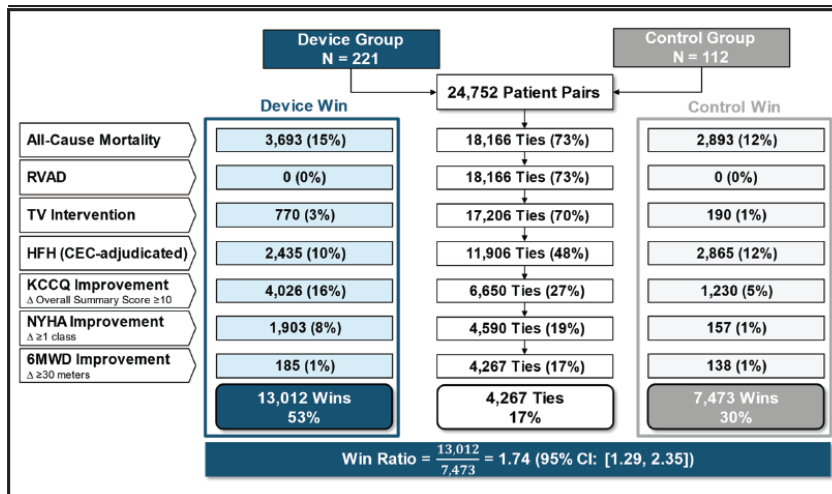 Device Group
N = 221
Control Group
N = 112
24,752 Patient Pairs
Device Win
Control Win
All-Cause Mortality
3,693 (15%)
18,166 Ties (73%)
2,893 (12%)
RVAD
0 (0%)
18,166 Ties (73%)
0 (0%)
TV Intervention
770 (3%)
17,206 Ties (70%)
190 (1%)
HFH (CEC-adjudicated)
2,435 (10%)
11,906 Ties (48%)
2,865 (12%)
KCCQ Improvement
Δ Overall Summary Score ≥10
4,026 (16%)
6,650 Ties (27%)
1,230 (5%)
NYHA Improvement
Δ ≥1 class
1,903 (8%)
4,590 Ties (19%)
157 (1%)
6MWD Improvement
Δ ≥30 meters
185 (1%)
4,267 Ties (17%)
138 (1%)
13,012 Wins
53%
4,267 Ties
17%
7,473 Wins
30%
Win Ratio = 13,012/7,473 = 1.74 (95% CI: [1.29, 2.35])